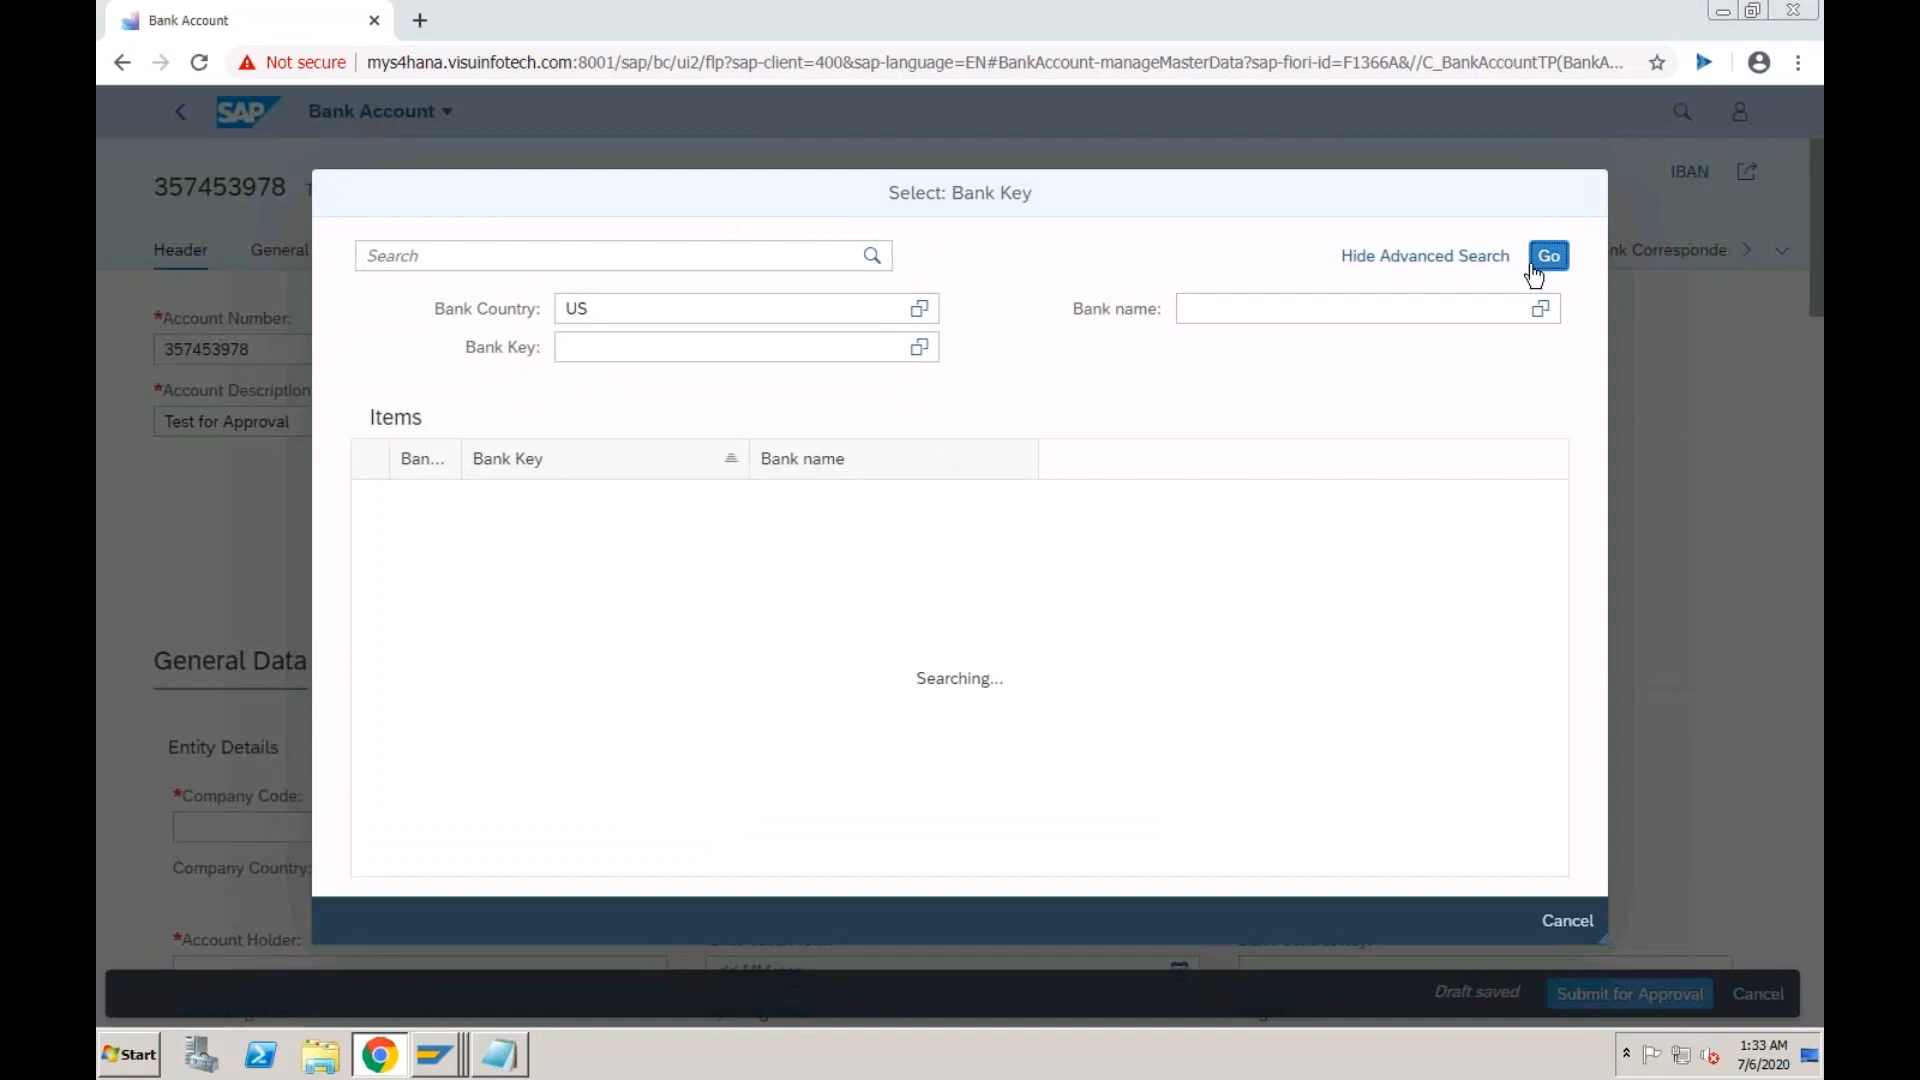 Bank Account
Not secure
mys4hana.visuinfotech.com:8001/sap/bc/ui2/flp?sap-client=400&sap-language=EN#BankAccount-manageMasterData?sap-fiori-id=F1366A&//C_BankAccountTP(BankA...
SAP
Bank Account
357453978
IBAN
Select: Bank Key
Header
General
nk Corresponde
Search
Hide Advanced Search
Go
Bank Country:
US
Bank name:
Bank Key:
*Account Number:
357453978
*Account Description
Test for Approval
Items
Ban...
Bank Key
Bank name
Searching...
General Data
Entity Details
*Company Code:
Company Country:
Cancel
*Account Holder:
Draft saved
Submit for Approval
Cancel
Start
1:33 AM
7/6/2020